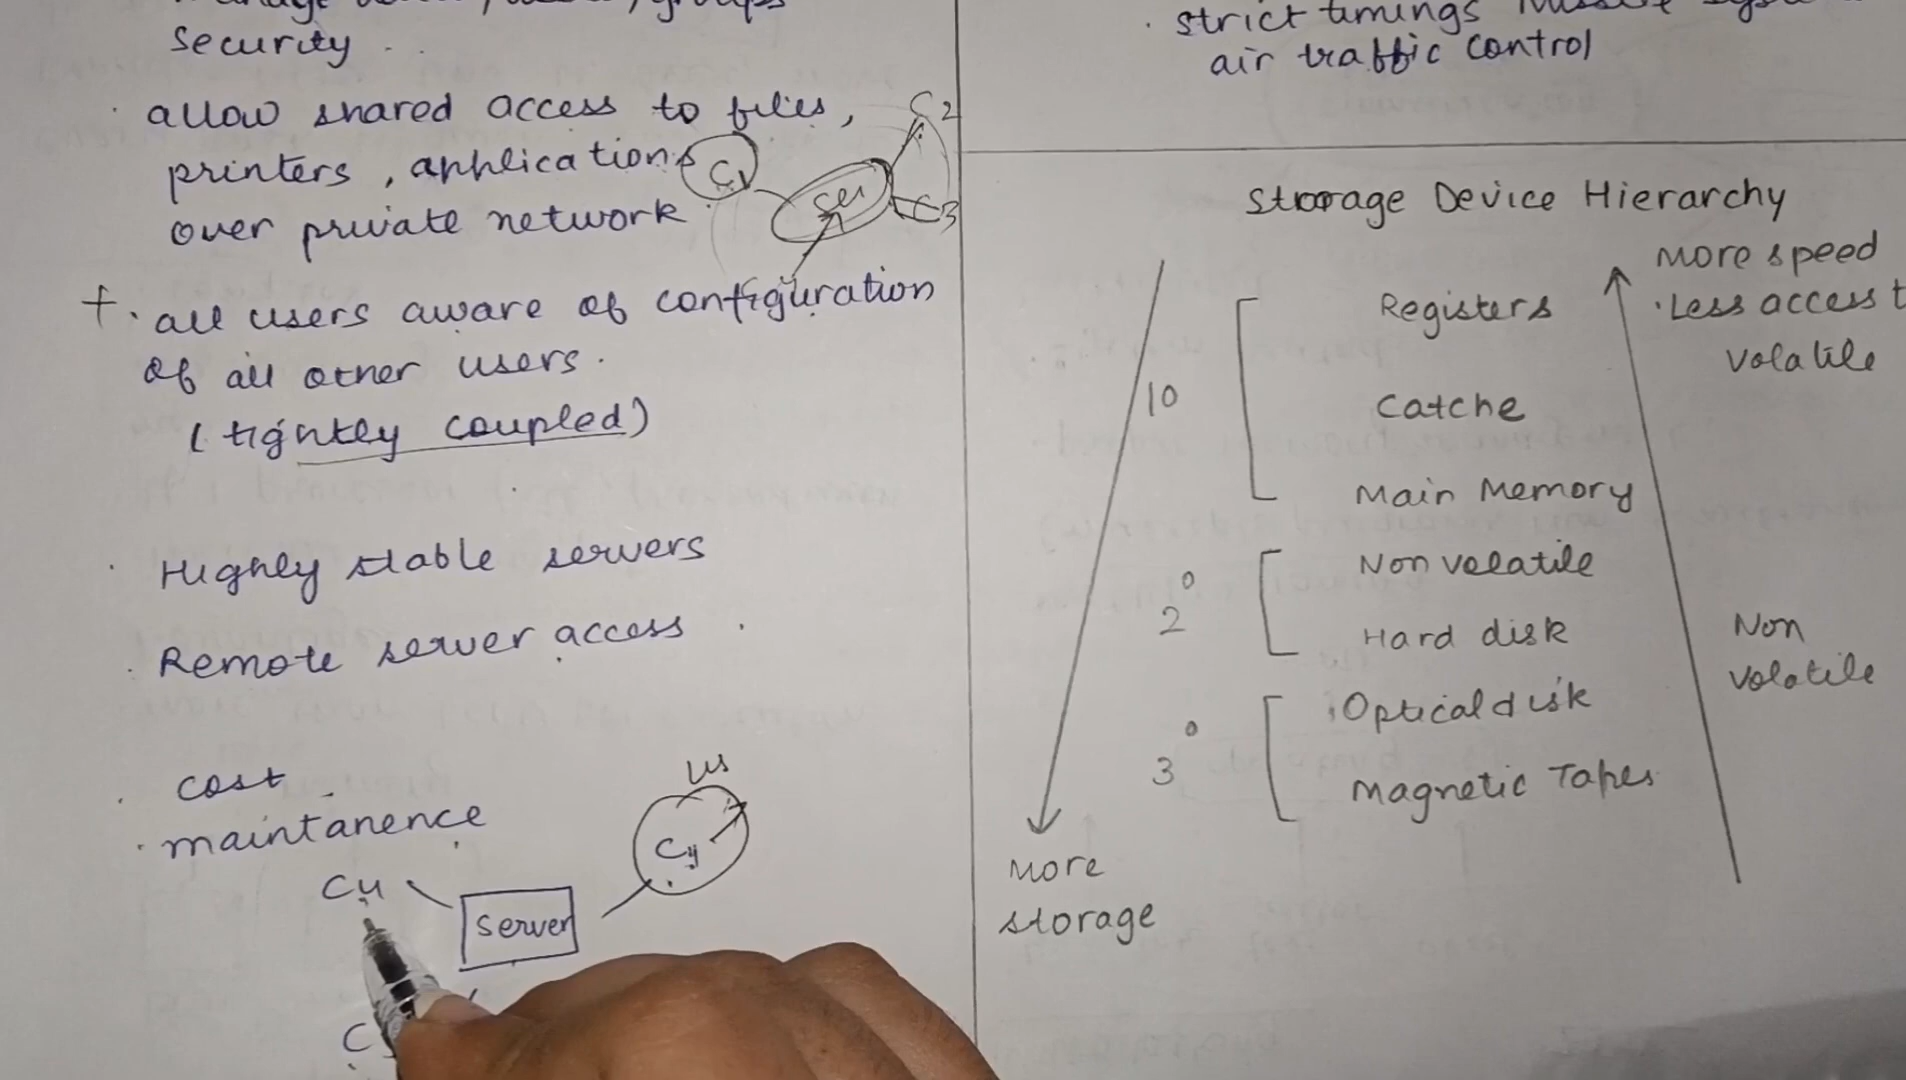 security
· allow shared access to files,
printers, applications
over private network
C1
Ser
C2
C3
+ · all users aware of configuration
of all other users.
(tightly coupled)
· Highly stable servers
· Remote server access
· cost
· maintanence
Server
C
strict timings
air traffic control
Storage Device Hierarchy
More speed
· Less access t
volatile
10
Registers
Catche
Main Memory
2°
Non volatile
Hard disk
3°
Optical disk
Magnetic Tapes
Non
volatile
More
storage